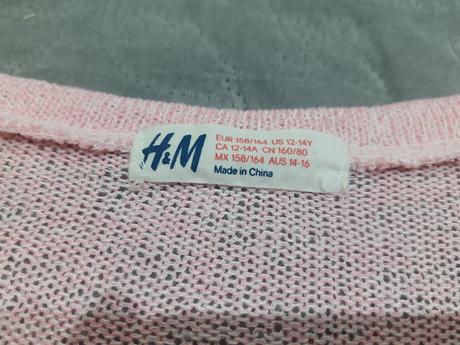 H&M
EUR 158/164 US 12-14Y
CA 12-14A CN 160/80
MX 158/164 AUS 14-16
Made in China